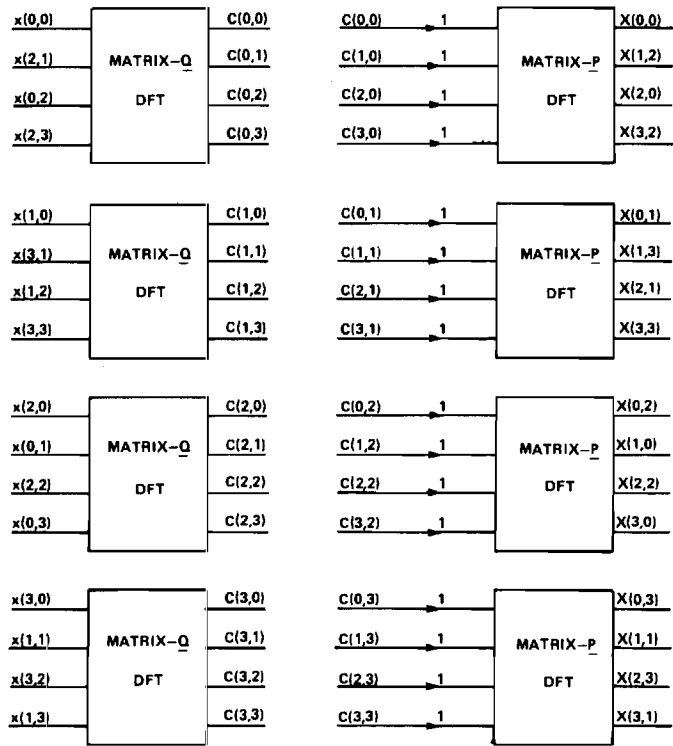 x(0,0) C(0,0) C(0,0) 1 X(0,0)
x(2,1) MATRIX-Q C(0,1) C(1,0) 1 MATRIX-P X(1,2)
x(0,2) DFT C(0,2) C(2,0) 1 DFT X(2,0)
x(2,3) C(0,3) C(3,0) 1 X(3,2)
x(1,0) C(1,0) C(0,1) 1 X(0,1)
x(3,1) MATRIX-Q C(1,1) C(1,1) 1 MATRIX-P X(1,3)
x(1,2) DFT C(1,2) C(2,1) 1 DFT X(2,1)
x(3,3) C(1,3) C(3,1) 1 X(3,3)
x(2,0) C(2,0) C(0,2) 1 X(0,2)
x(0,1) MATRIX-Q C(2,1) C(1,2) 1 MATRIX-P X(1,0)
x(2,2) DFT C(2,2) C(2,2) 1 DFT X(2,2)
x(0,3) C(2,3) C(3,2) 1 X(3,0)
x(3,0) C(3,0) C(0,3) 1 X(0,3)
x(1,1) MATRIX-Q C(3,1) C(1,3) 1 MATRIX-P X(1,1)
x(3,2) DFT C(3,2) C(2,3) 1 DFT X(2,3)
x(1,3) C(3,3) C(3,3) 1 X(3,1)